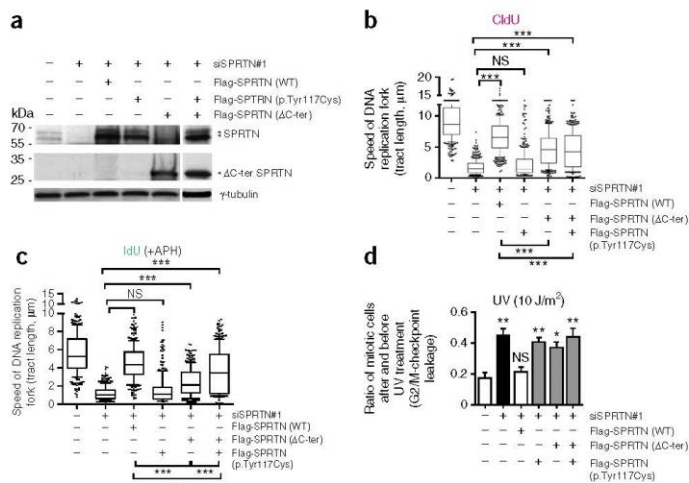 a
– + + + + + siSPRTN#1
– – + – – – Flag-SPRTN (WT)
– – – + – + Flag-SPTRN (p.Tyr117Cys)
– – – – + + Flag-SPRTN (ΔC-ter)
kDa
70
55
SPRTN
35
25
ΔC-ter SPRTN
γ-tubulin
b
CldU
***
***
NS
***
Speed of DNA
replication fork
(tract length, μm)
20
15
10
5
0
– + + + + + siSPRTN#1
– – + – – – Flag-SPRTN (WT)
– – – – + + Flag-SPRTN (ΔC-ter)
– – – + – + Flag-SPRTN
(p.Tyr117Cys)
***
***
c
IdU (+APH)
***
***
NS
Speed of DNA replication
fork (tract length, μm)
15
10
8
6
4
2
0
– + + + + + siSPRTN#1
– – + – – – Flag-SPRTN (WT)
– – – – + + Flag-SPRTN (ΔC-ter)
– – – + – + Flag-SPRTN
(p.Tyr117Cys)
*** ***
d
UV (10 J/m²)
Ratio of mitotic cells
after and before
UV treatment
(G2/M-checkpoint
leakage)
0.6
0.4
0.2
0
** NS ** * **
– + + + + + siSPRTN#1
– – + – – – Flag-SPRTN (WT)
– – – – + + Flag-SPRTN (ΔC-ter)
– – – + – + Flag-SPRTN
(p.Tyr117Cys)